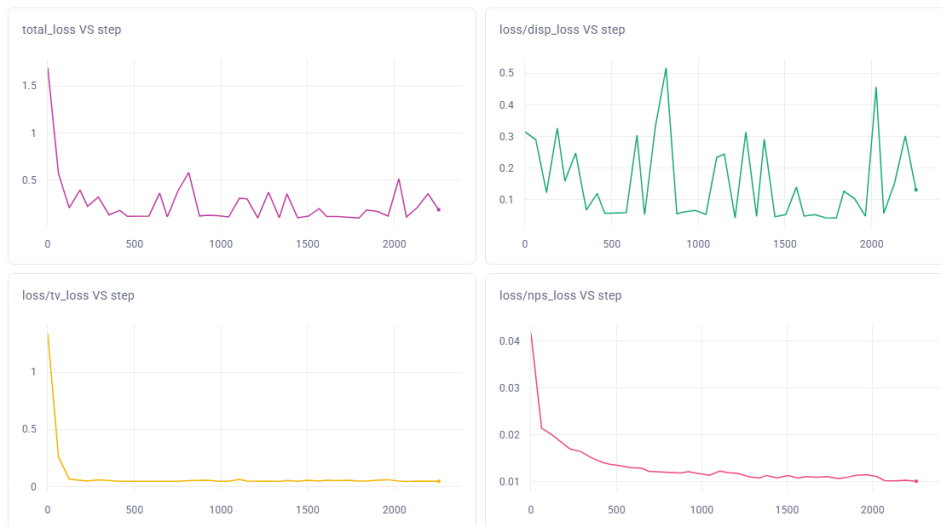 total_loss VS step
1.5
1
0.5
0 500 1000 1500 2000
loss/disp_loss VS step
0.5
0.4
0.3
0.2
0.1
0 500 1000 1500 2000
loss/tv_loss VS step
1
0.5
0
0 500 1000 1500 2000
loss/nps_loss VS step
0.04
0.03
0.02
0.01
0 500 1000 1500 2000